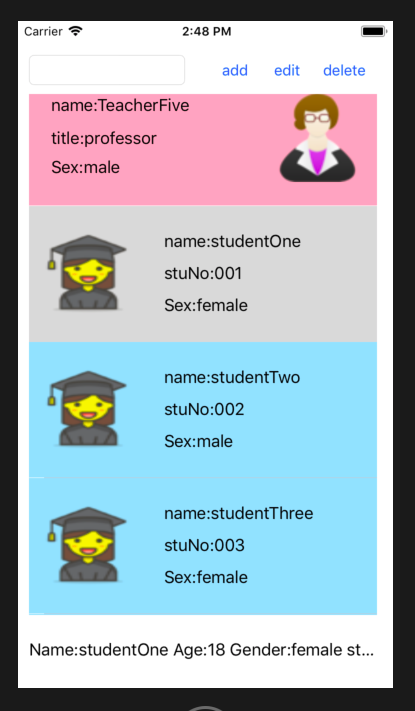 Carrier 2:48 PM
add edit delete
name:TeacherFive
title:professor
Sex:male
name:studentOne
stuNo:001
Sex:female
name:studentTwo
stuNo:002
Sex:male
name:studentThree
stuNo:003
Sex:female
Name:studentOne Age:18 Gender:female st...